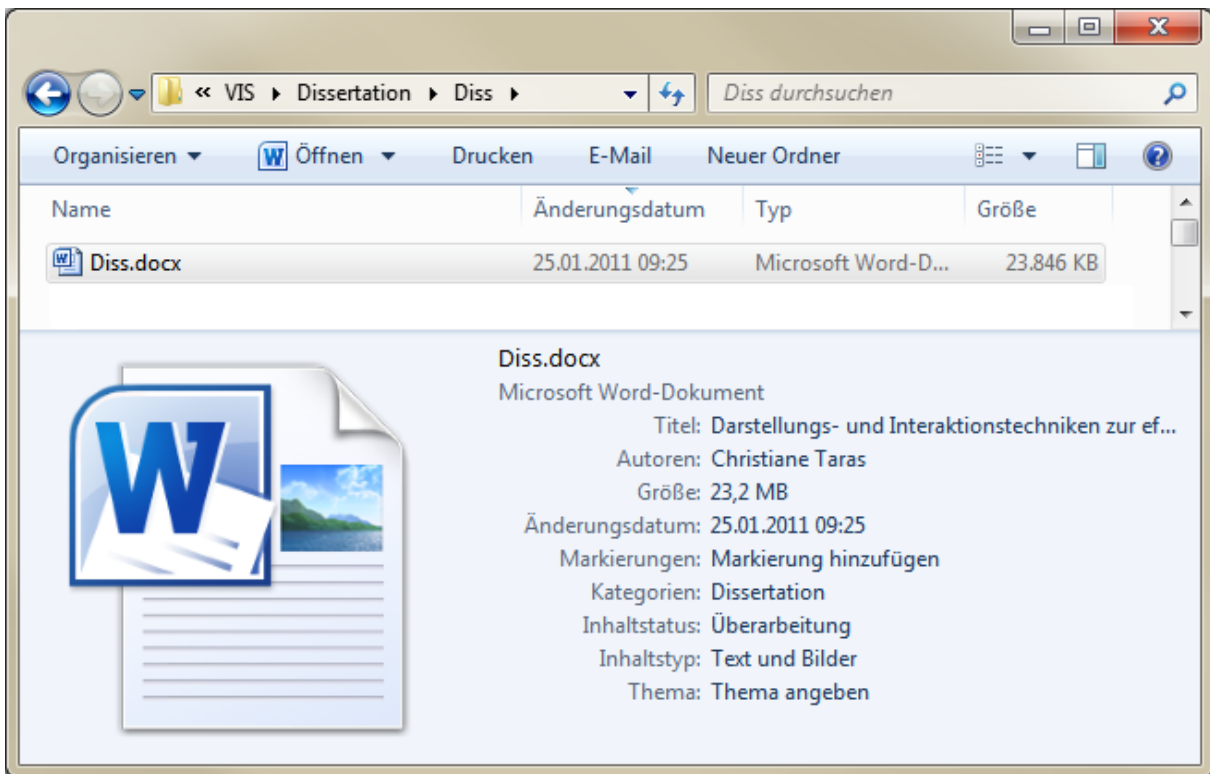 « VIS ▸ Dissertation ▸ Diss ▸ Diss durchsuchen
Organisieren Öffnen Drucken E-Mail Neuer Ordner
Name Änderungsdatum Typ Größe
Diss.docx 25.01.2011 09:25 Microsoft Word-D... 23.846 KB
Diss.docx
Microsoft Word-Dokument
Titel: Darstellungs- und Interaktionstechniken zur ef...
Autoren: Christiane Taras
Größe: 23,2 MB
Änderungsdatum: 25.01.2011 09:25
Markierungen: Markierung hinzufügen
Kategorien: Dissertation
Inhaltstatus: Überarbeitung
Inhaltstyp: Text und Bilder
Thema: Thema angeben